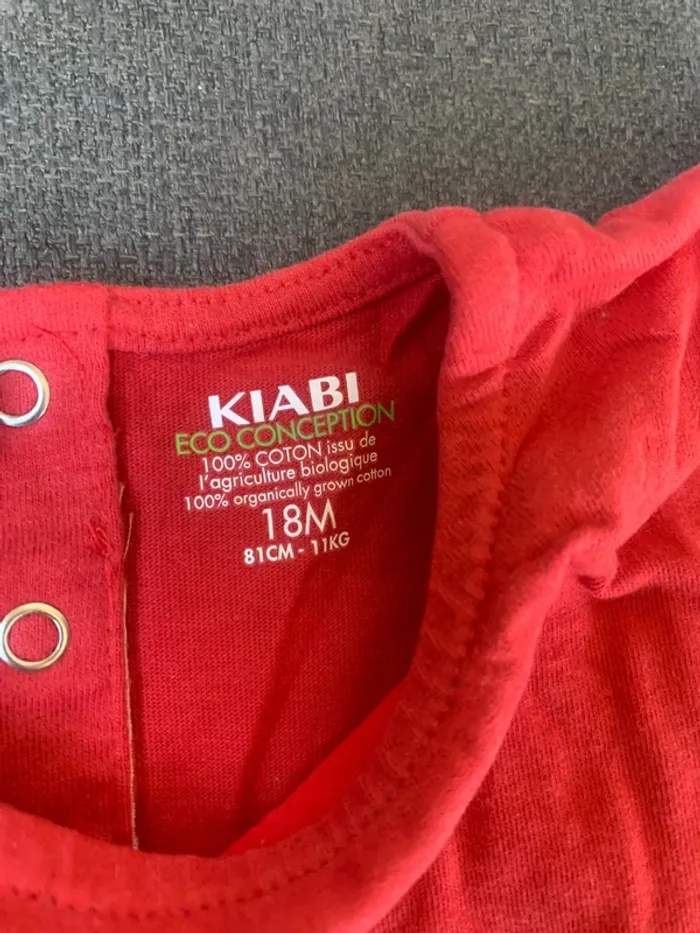 KIABI
ECO CONCEPTION
100% COTON issu de
l'agriculture biologique
100% organically grown cotton
18M
81CM - 11KG